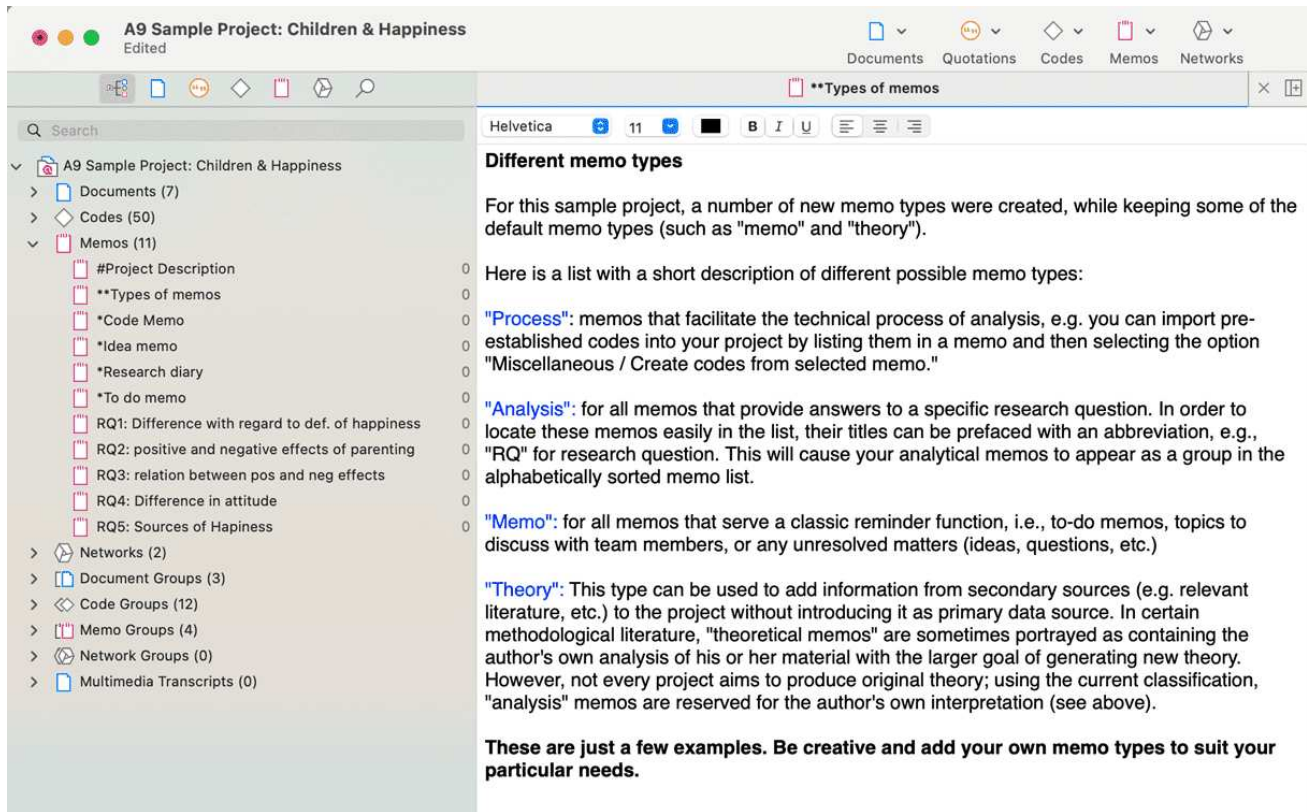 A9 Sample Project: Children & Happiness
Edited
Documents
Quotations
Codes
Memos
Networks
**Types of memos
Search
Helvetica
11
B
I
U
A9 Sample Project: Children & Happiness
Documents (7)
Codes (50)
Memos (11)
#Project Description 0
**Types of memos 0
*Code Memo 0
*Idea memo 0
*Research diary 0
*To do memo 0
RQ1: Difference with regard to def. of happiness 0
RQ2: positive and negative effects of parenting 0
RQ3: relation between pos and neg effects 0
RQ4: Difference in attitude 0
RQ5: Sources of Hapiness 0
Networks (2)
Document Groups (3)
Code Groups (12)
Memo Groups (4)
Network Groups (0)
Multimedia Transcripts (0)
Different memo types
For this sample project, a number of new memo types were created, while keeping some of the
default memo types (such as "memo" and "theory").
Here is a list with a short description of different possible memo types:
"Process": memos that facilitate the technical process of analysis, e.g. you can import pre-
established codes into your project by listing them in a memo and then selecting the option
"Miscellaneous / Create codes from selected memo."
"Analysis": for all memos that provide answers to a specific research question. In order to
locate these memos easily in the list, their titles can be prefaced with an abbreviation, e.g.,
"RQ" for research question. This will cause your analytical memos to appear as a group in the
alphabetically sorted memo list.
"Memo": for all memos that serve a classic reminder function, i.e., to-do memos, topics to
discuss with team members, or any unresolved matters (ideas, questions, etc.)
"Theory": This type can be used to add information from secondary sources (e.g. relevant
literature, etc.) to the project without introducing it as primary data source. In certain
methodological literature, "theoretical memos" are sometimes portrayed as containing the
author's own analysis of his or her material with the larger goal of generating new theory.
However, not every project aims to produce original theory; using the current classification,
"analysis" memos are reserved for the author's own interpretation (see above).
These are just a few examples. Be creative and add your own memo types to suit your
particular needs.